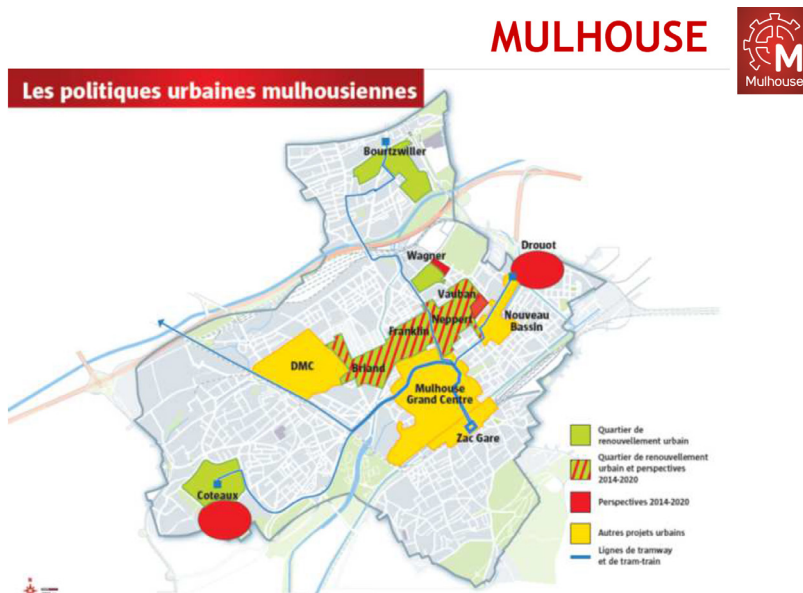 MULHOUSE
M
Mulhouse
Les politiques urbaines mulhousiennes
Bourtzwiller
Drouot
Wagner
Vauban
Neppert
Nouveau
Bassin
Franklin
DMC
Briand
Mulhouse
Grand Centre
Zac Gare
Coteaux
Quartier de
renouvellement urbain
Quartier de renouvellement
urbain et perspectives
2014-2020
Perspectives 2014-2020
Autres projets urbains
Lignes de tramway
et de tram-train